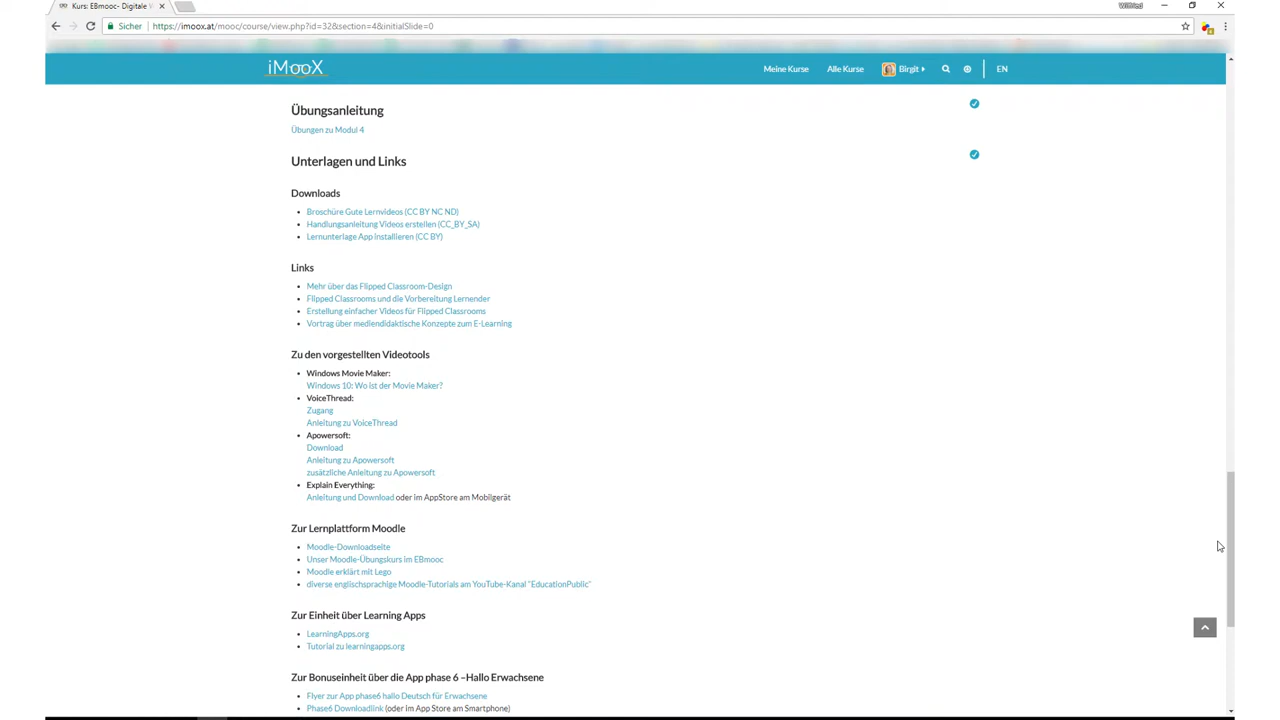 Kurs: EBmooc- Digitale
Wilfried
Sicher
https://imoox.at/mooc/course/view.php?id=32&section=4&initialSlide=0
iMooX
Meine Kurse
Alle Kurse
Birgit
EN
Übungsanleitung
Übungen zu Modul 4
Unterlagen und Links
Downloads
Broschüre Gute Lernvideos (CC BY NC ND)
Handlungsanleitung Videos erstellen (CC_BY_SA)
Lernunterlage App installieren (CC BY)
Links
Mehr über das Flipped Classroom-Design
Flipped Classrooms und die Vorbereitung Lernender
Erstellung einfacher Videos für Flipped Classrooms
Vortrag über mediendidaktische Konzepte zum E-Learning
Zu den vorgestellten Videotools
Windows Movie Maker:
Windows 10: Wo ist der Movie Maker?
VoiceThread:
Zugang
Anleitung zu VoiceThread
Apowersoft:
Download
Anleitung zu Apowersoft
zusätzliche Anleitung zu Apowersoft
Explain Everything:
Anleitung und Download oder im AppStore am Mobilgerät
Zur Lernplattform Moodle
Moodle-Downloadseite
Unser Moodle-Übungskurs im EBmooc
Moodle erklärt mit Lego
diverse englischsprachige Moodle-Tutorials am YouTube-Kanal "EducationPublic"
Zur Einheit über Learning Apps
LearningApps.org
Tutorial zu learningapps.org
Zur Bonuseinheit über die App phase 6 –Hallo Erwachsene
Flyer zur App phase6 hallo Deutsch für Erwachsene
Phase6 Downloadlink (oder im App Store am Smartphone)